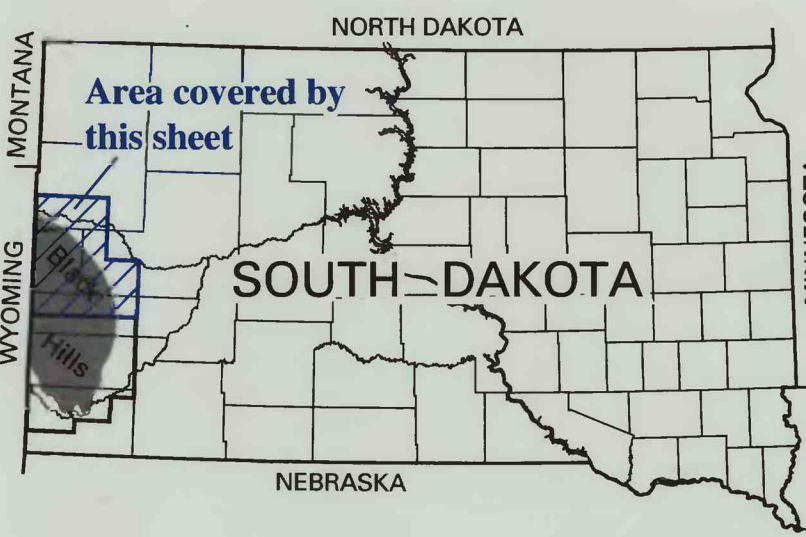 NORTH DAKOTA
MONTANA
Area covered by
this sheet
WYOMING
Black
Hills
SOUTH DAKOTA
NEBRASKA